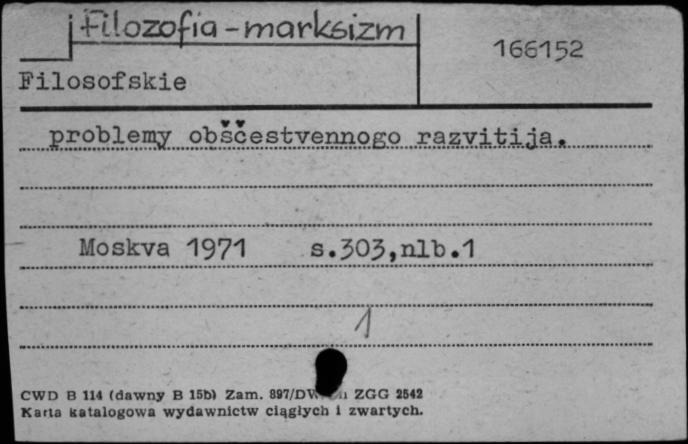 Filozofia - marksizm
166152
Filosofskie
problemy obščestvennogo razvitija.
Moskva 1971 s.303,nlb.1
1
CWD B 114 (dawny B 15b) Zam. 897/DW ZGG 2542
Karta katalogowa wydawnictw ciągłych i zwartych.